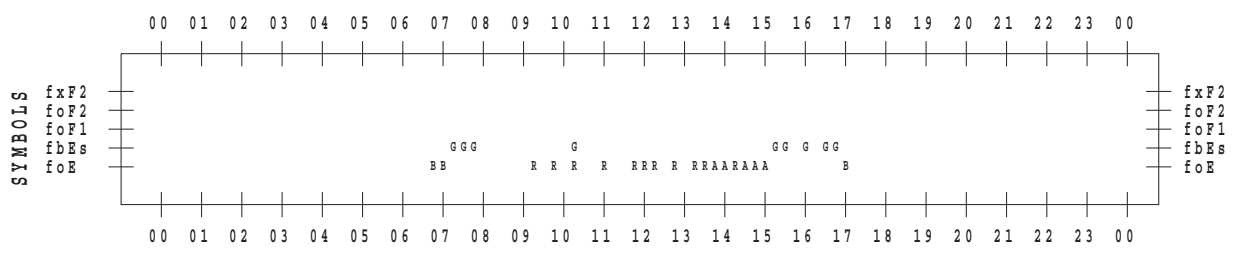 00 01 02 03 04 05 06 07 08 09 10 11 12 13 14 15 16 17 18 19 20 21 22 23 00
SYMBOLS
fxF2 fxF2
foF2 foF2
foF1 foF1
fbEs GGG G GG G GG fbEs
foE BB R R R R RRR R RRAARAAA B foE
00 01 02 03 04 05 06 07 08 09 10 11 12 13 14 15 16 17 18 19 20 21 22 23 00